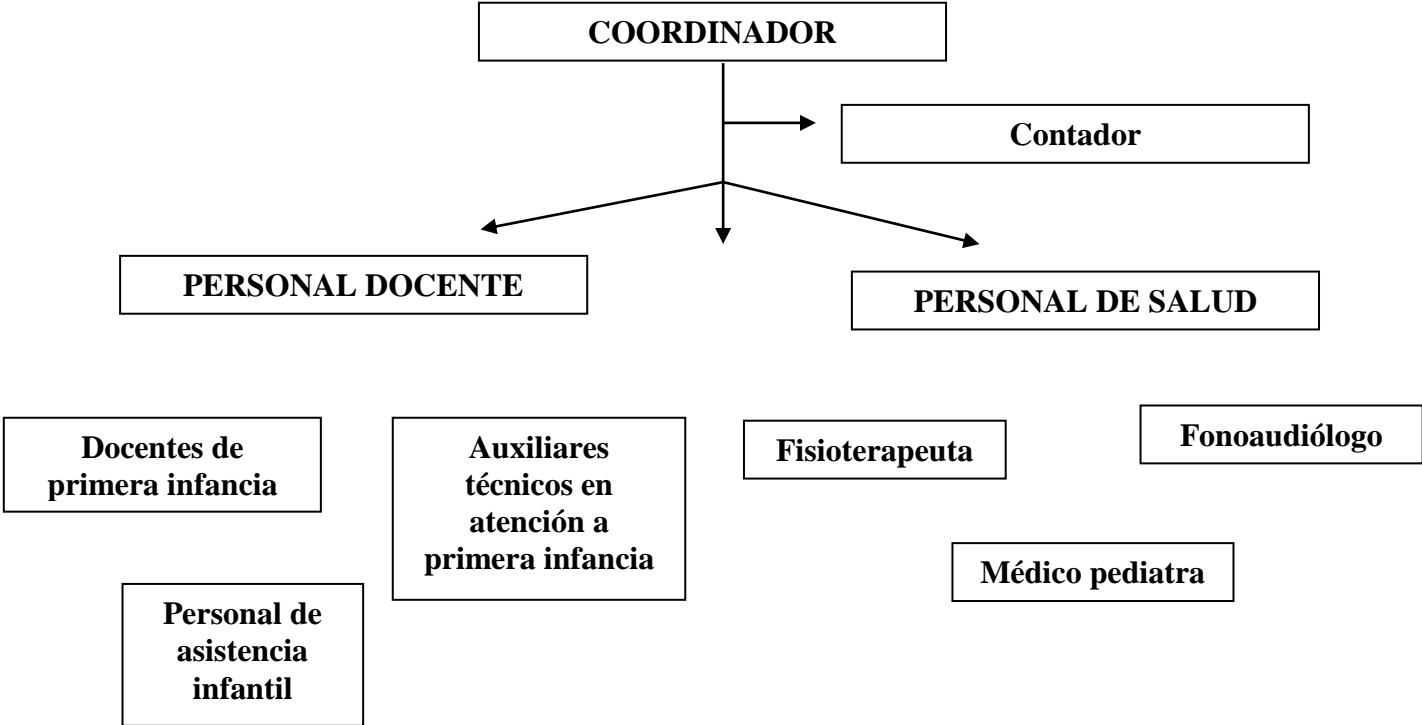 COORDINADOR
Contador
PERSONAL DOCENTE
PERSONAL DE SALUD
Docentes de
primera infancia
Auxiliares
técnicos en
atención a
primera infancia
Fisioterapeuta
Fonoaudiólogo
Médico pediatra
Personal de
asistencia
infantil